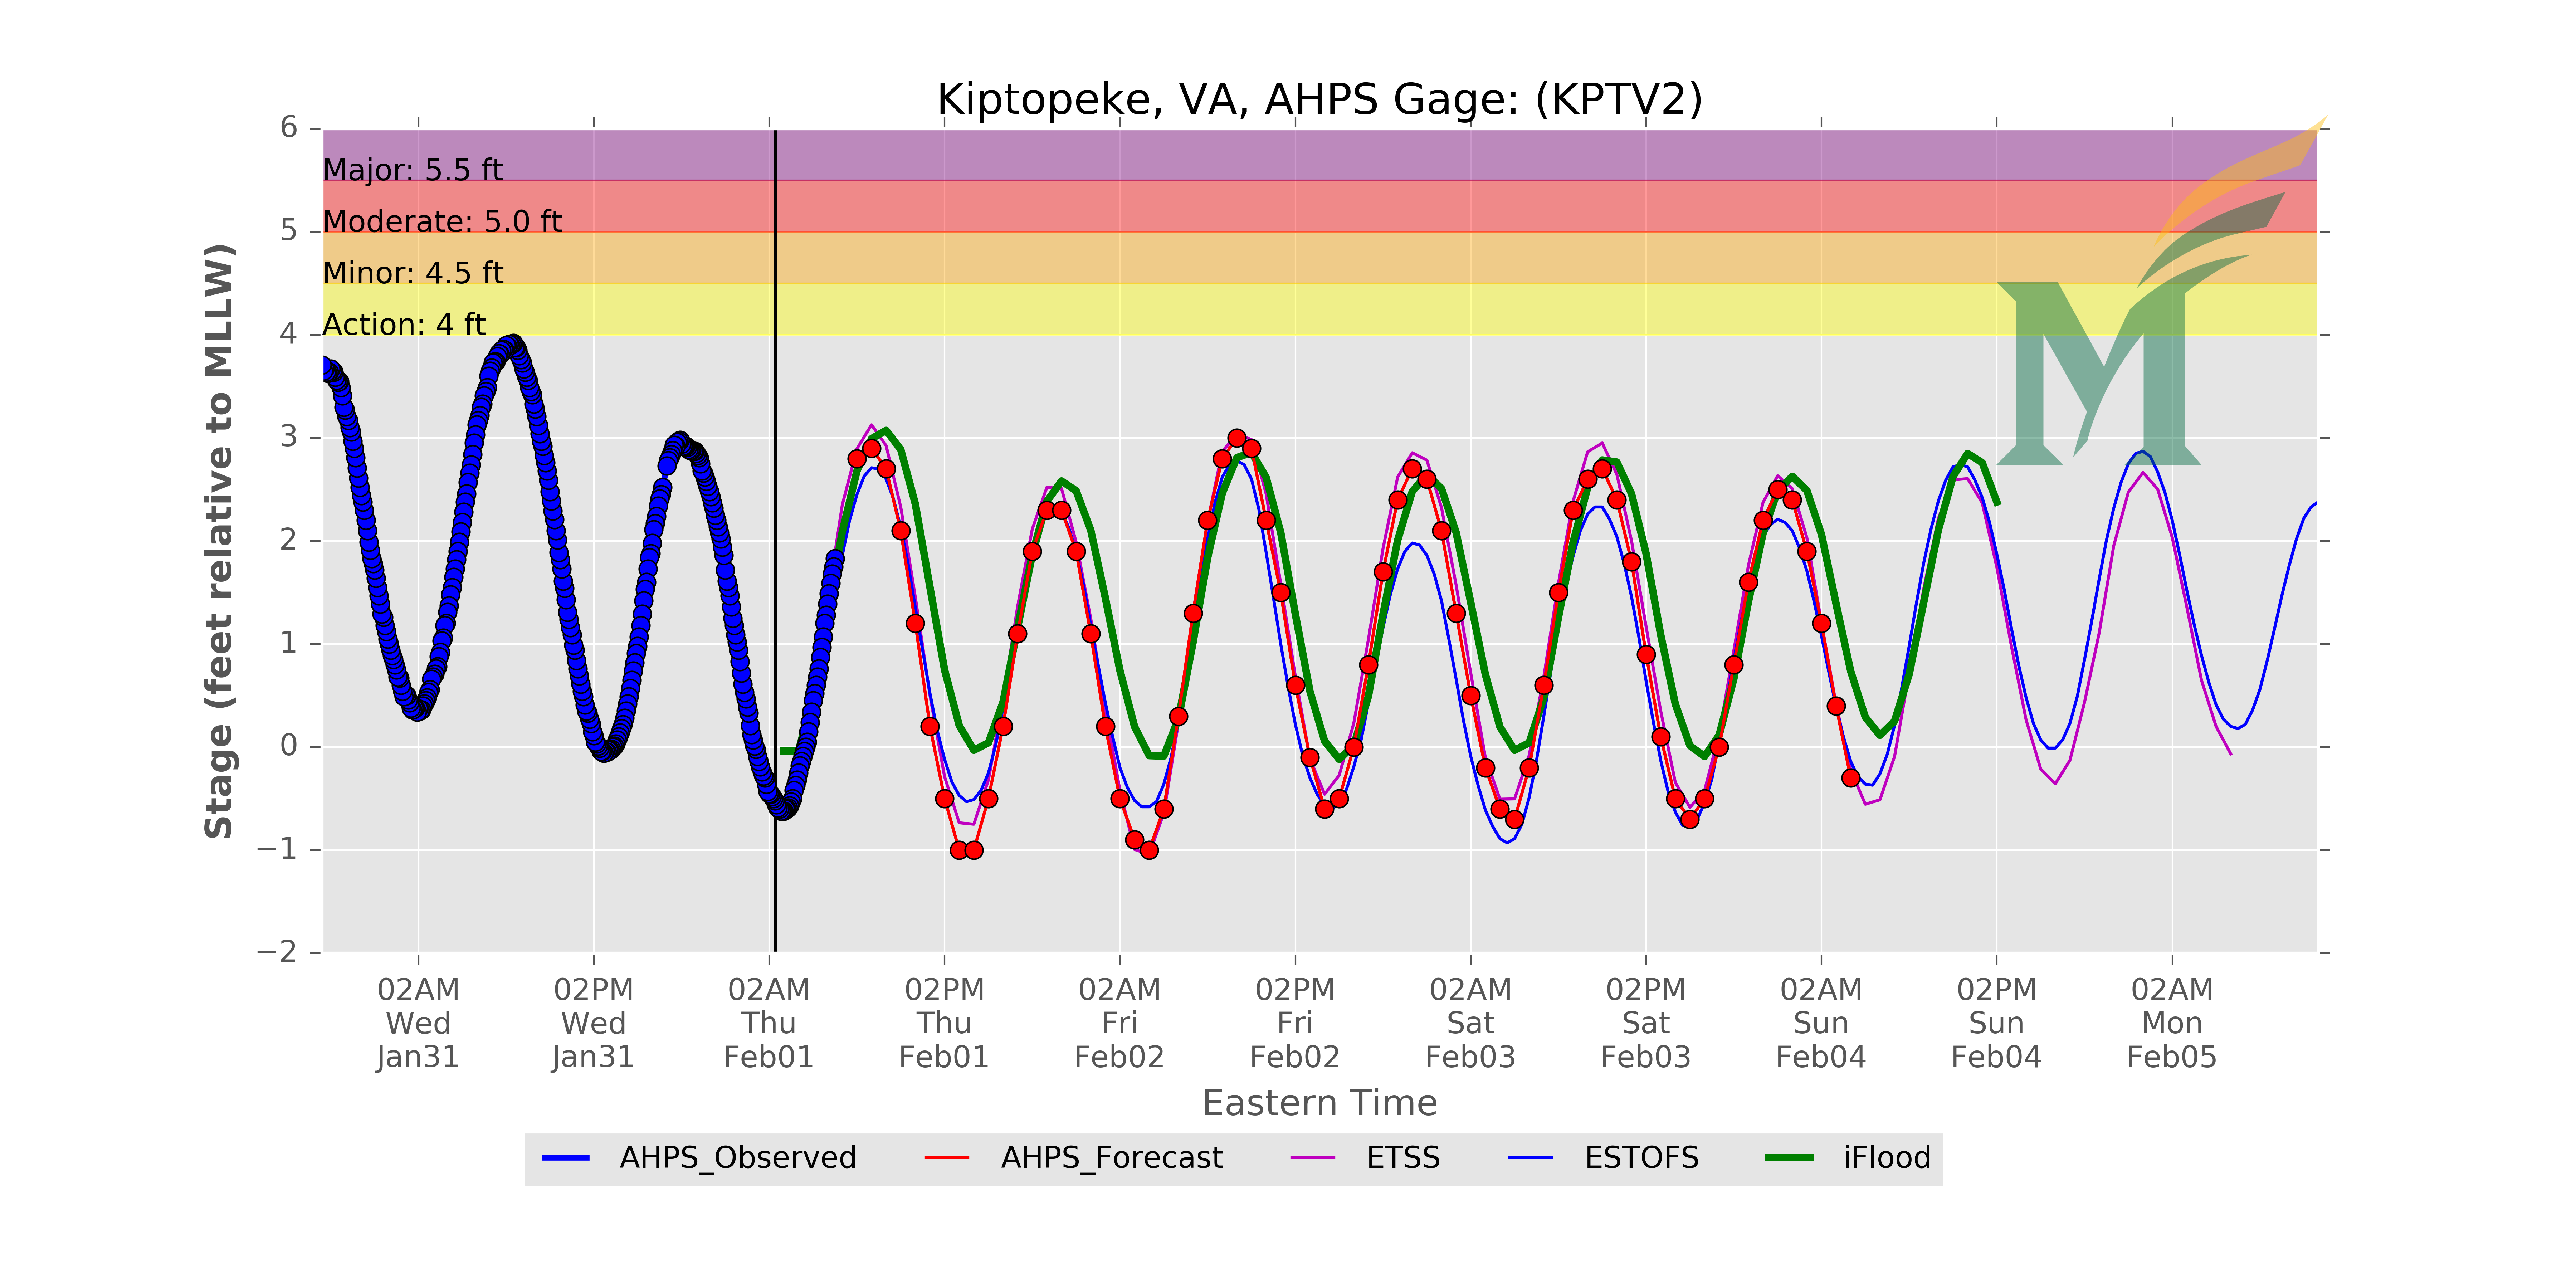 Kiptopeke, VA, AHPS Gage: (KPTV2)
Stage (feet relative to MLLW)
6
5
4
3
2
1
0
−1
−2
Major: 5.5 ft
Moderate: 5.0 ft
Minor: 4.5 ft
Action: 4 ft
M
02AM Wed Jan31
02PM Wed Jan31
02AM Thu Feb01
02PM Thu Feb01
02AM Fri Feb02
02PM Fri Feb02
02AM Sat Feb03
02PM Sat Feb03
02AM Sun Feb04
02PM Sun Feb04
02AM Mon Feb05
Eastern Time
AHPS_Observed AHPS_Forecast ETSS ESTOFS iFlood